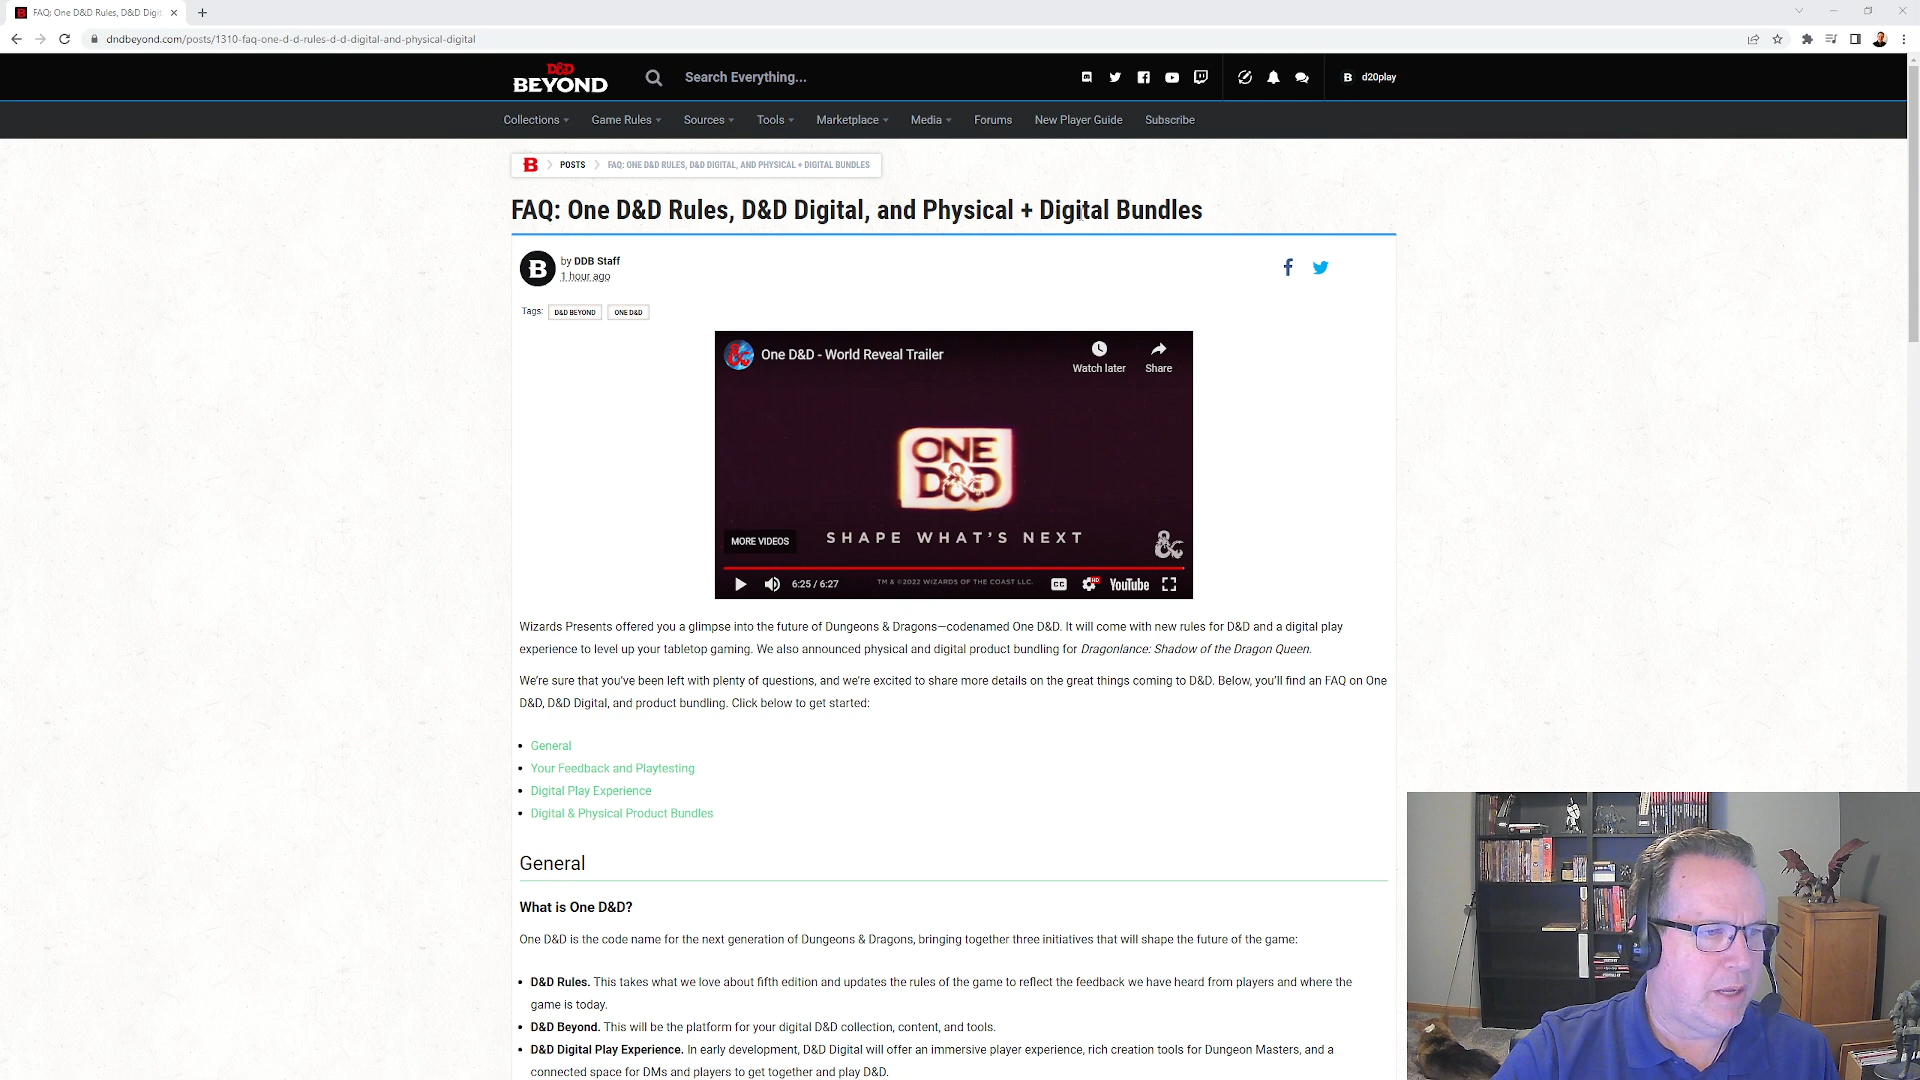 FAQ: One D&D Rules, D&D Digit
dndbeyond.com/posts/1310-faq-one-d-d-rules-d-d-digital-and-physical-digital
D&D
BEYOND
Search Everything...
B d20play
Collections Game Rules Sources Tools Marketplace Media Forums New Player Guide Subscribe
B POSTS FAQ: ONE D&D RULES, D&D DIGITAL, AND PHYSICAL + DIGITAL BUNDLES
FAQ: One D&D Rules, D&D Digital, and Physical + Digital Bundles
B
by DDB Staff
1 hour ago
Tags: D&D BEYOND ONE D&D
One D&D - World Reveal Trailer
Watch later Share
ONE
D&D
SHAPE WHAT'S NEXT
MORE VIDEOS
6:25 / 6:27 TM & ©2022 WIZARDS OF THE COAST LLC. CC HD YouTube
Wizards Presents offered you a glimpse into the future of Dungeons & Dragons—codenamed One D&D. It will come with new rules for D&D and a digital play
experience to level up your tabletop gaming. We also announced physical and digital product bundling for Dragonlance: Shadow of the Dragon Queen.
We're sure that you've been left with plenty of questions, and we're excited to share more details on the great things coming to D&D. Below, you'll find an FAQ on One
D&D, D&D Digital, and product bundling. Click below to get started:
• General
• Your Feedback and Playtesting
• Digital Play Experience
• Digital & Physical Product Bundles
General
What is One D&D?
One D&D is the code name for the next generation of Dungeons & Dragons, bringing together three initiatives that will shape the future of the game:
• D&D Rules. This takes what we love about fifth edition and updates the rules of the game to reflect the feedback we have heard from players and where the
game is today.
• D&D Beyond. This will be the platform for your digital D&D collection, content, and tools.
• D&D Digital Play Experience. In early development, D&D Digital will offer an immersive player experience, rich creation tools for Dungeon Masters, and a
connected space for DMs and players to get together and play D&D.